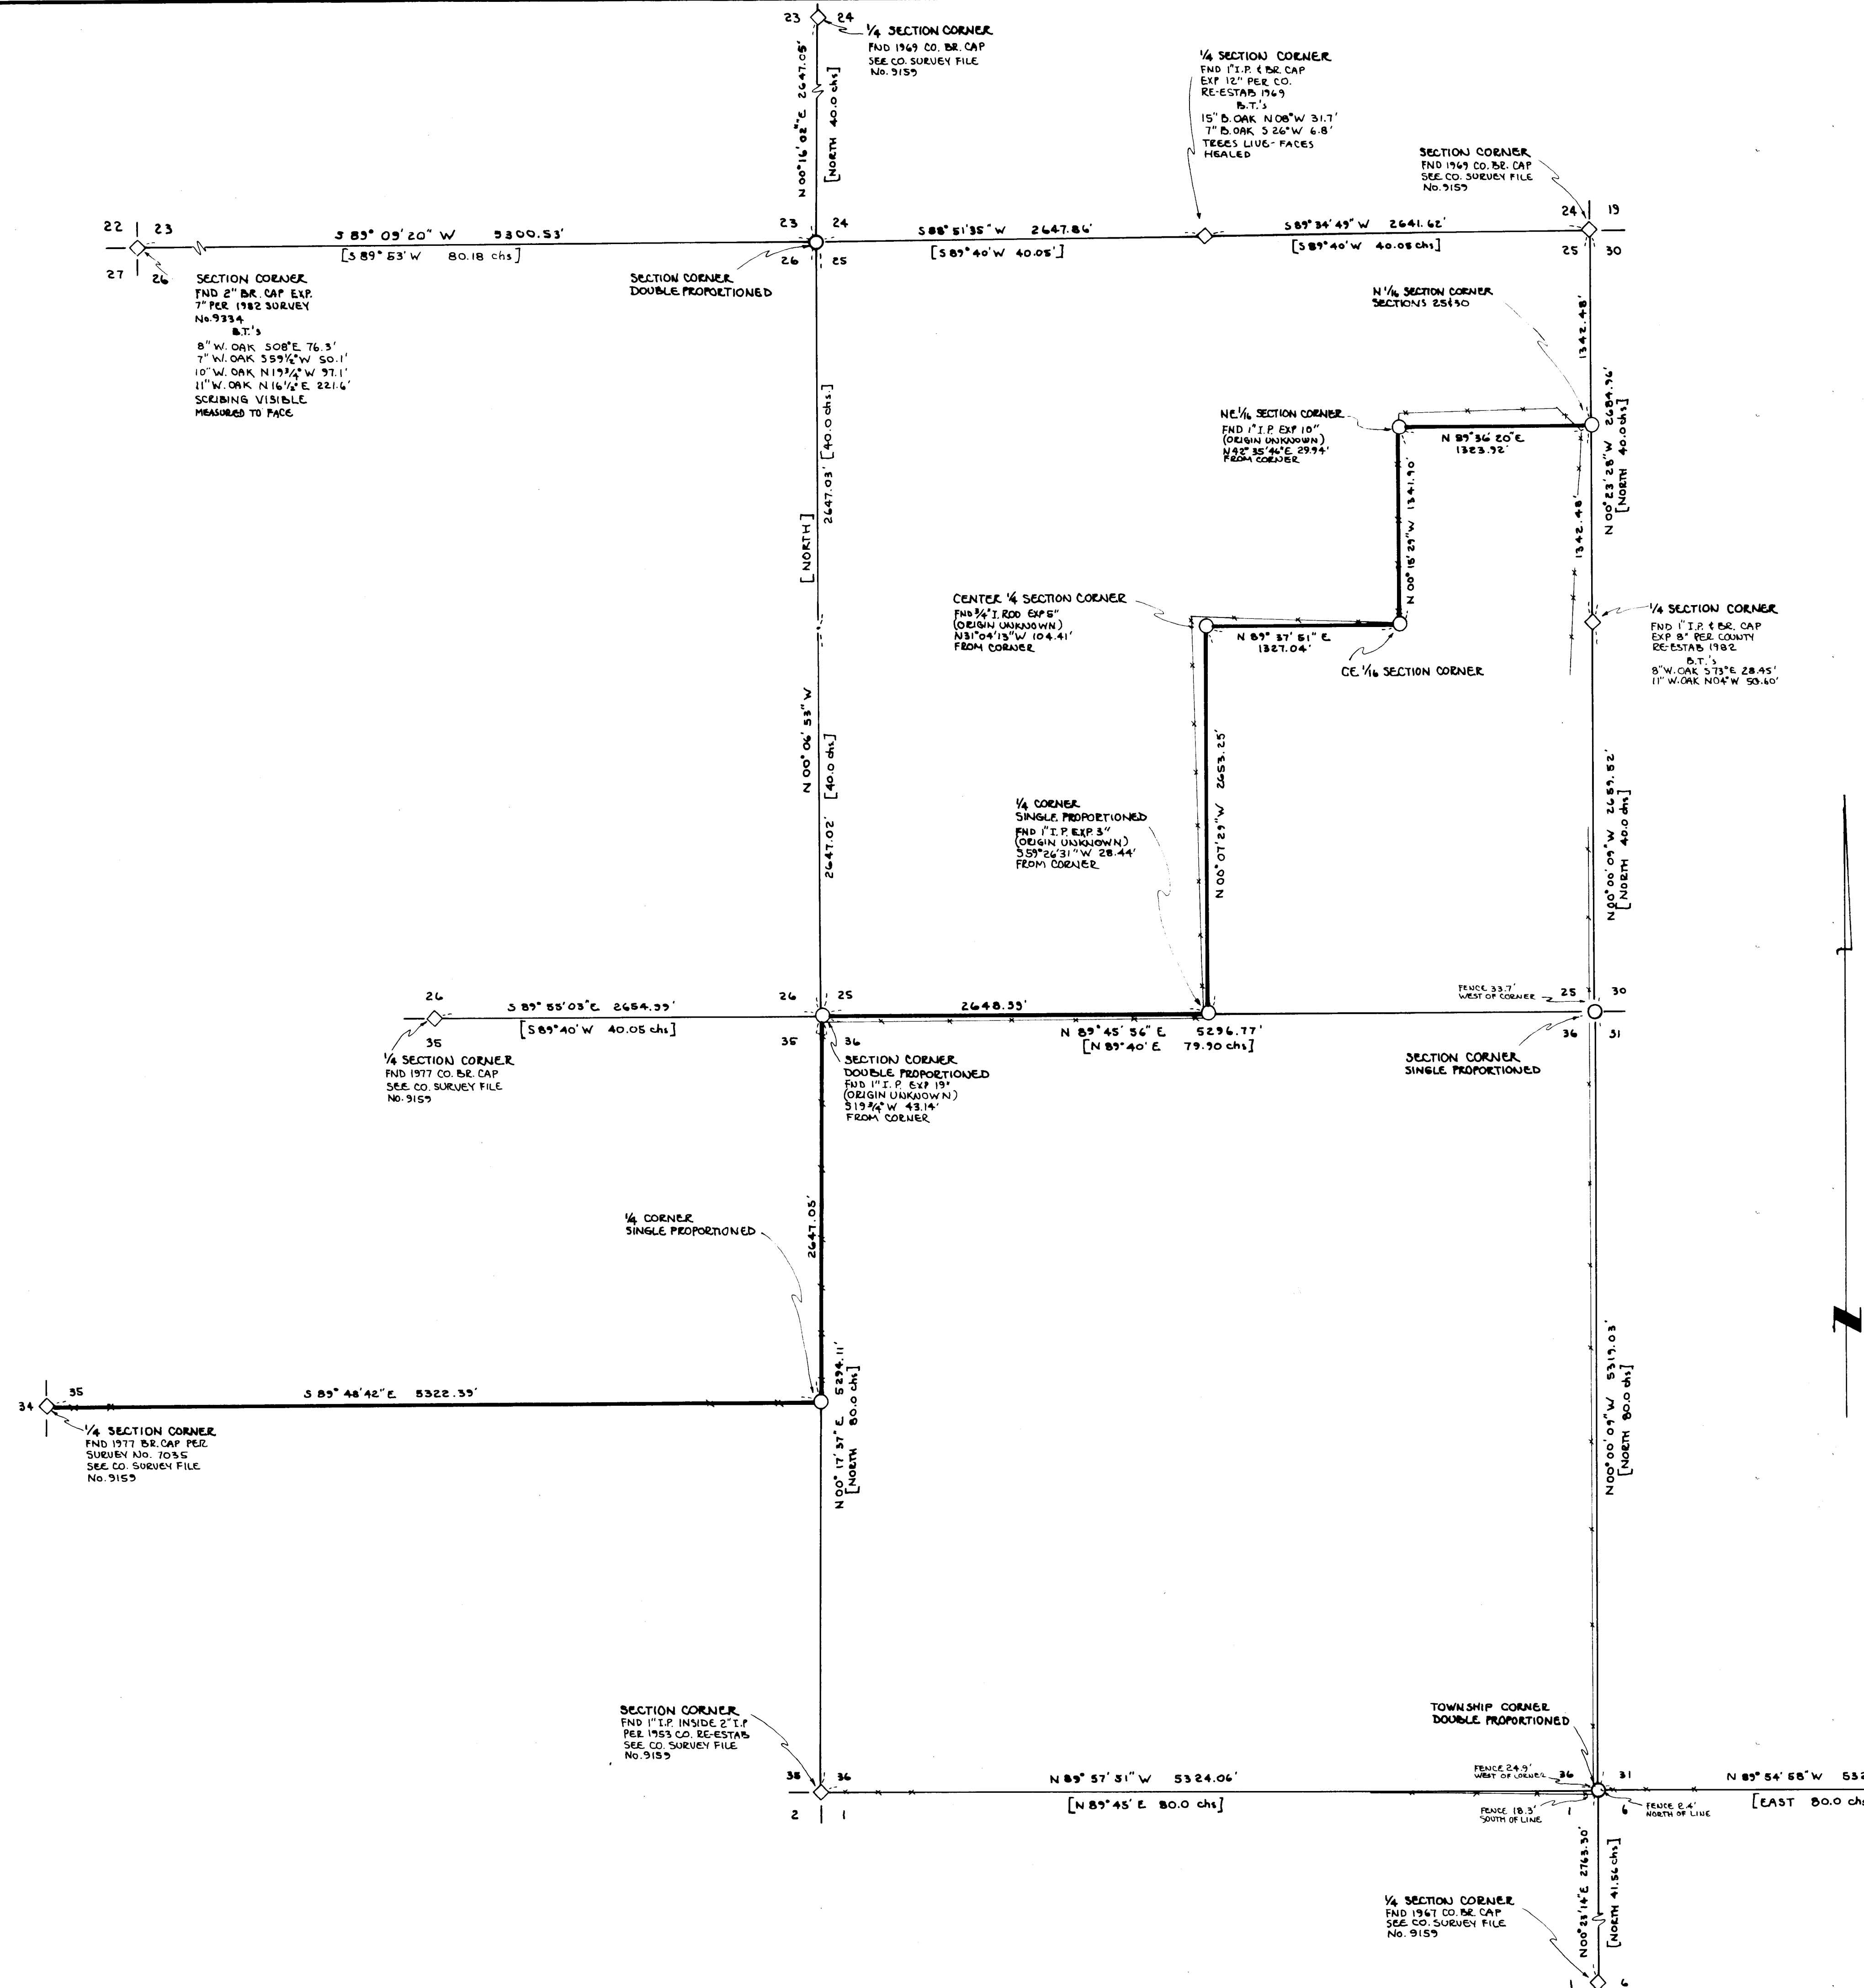 23 24
1/4 SECTION CORNER
FND 1969 CO. BR. CAP
SEE CO. SURVEY FILE
No. 9159
N 00° 16' 02" E 2647.05'
[NORTH 40.0 chs]
1/4 SECTION CORNER
FND 1" I.P. & BR. CAP
EXP 12" PER CO.
RE-ESTAB 1969
B.T.'s
15" B. OAK N 08° W 31.7'
7" B. OAK S 26° W 6.8'
TREES LIVE - FACES
HEALED
SECTION CORNER
FND 1969 CO. BR. CAP
SEE CO. SURVEY FILE
No. 9159
22 23
27 26
S 89° 09' 20" W 5300.53'
[S 89° 53' W 80.18 chs]
SECTION CORNER
FND 2" BR. CAP EXP.
7" PER 1982 SURVEY
No. 9334
B.T.'s
8" W. OAK S 08° E 76.3'
7" W. OAK S 59 1/2° W 50.1'
10" W. OAK N 19 3/4° W 97.1'
11" W. OAK N 16 1/2° E 221.6'
SCRIBING VISIBLE
MEASURED TO FACE
23 24
26 25
SECTION CORNER
DOUBLE PROPORTIONED
S 88° 51' 35" W 2647.86'
[S 89° 40' W 40.05']
S 89° 34' 49" W 2641.62'
[S 89° 40' W 40.05 chs]
24 19
25 30
N 1/16 SECTION CORNER
SECTIONS 25 & 30
1342.48'
N 00° 23' 28" W 2684.96'
[NORTH 40.0 chs]
1342.48'
NE 1/16 SECTION CORNER
FND 1" I.P. EXP 10"
(ORIGIN UNKNOWN)
N 42° 35' 46" E 29.94'
FROM CORNER
N 89° 36' 20" E
1323.92'
N 00° 15' 29" W 1341.90'
2647.03' [40.0 chs.]
[NORTH]
N 00° 06' 53" W
2647.02' [40.0 chs]
CENTER 1/4 SECTION CORNER
FND 3/4" I. ROD EXP 5"
(ORIGIN UNKNOWN)
N 31° 04' 13" W 104.41'
FROM CORNER
N 89° 37' 51" E
1327.04'
CE 1/16 SECTION CORNER
1/4 SECTION CORNER
FND 1" I.P. & BR. CAP
EXP 8" PER COUNTY
RE-ESTAB 1982
B.T.'s
8" W. OAK S 73° E 28.45'
11" W. OAK N 04° W 50.60'
N 00° 07' 29" W 2653.25'
N 00° 00' 09" W 2659.52'
[NORTH 40.0 chs]
1/4 CORNER
SINGLE PROPORTIONED
FND 1" I.P. EXP. 3"
(ORIGIN UNKNOWN)
S 59° 26' 31" W 28.44'
FROM CORNER
26
35
S 89° 55' 03" E 2654.99'
[S 89° 40' W 40.05 chs]
1/4 SECTION CORNER
FND 1977 CO. BR. CAP
SEE CO. SURVEY FILE
No. 9159
26 25
35 36
2648.39'
N 89° 45' 56" E 5296.77'
[N 89° 40' E 79.90 chs]
SECTION CORNER
DOUBLE PROPORTIONED
FND 1" I.P. EXP 19"
(ORIGIN UNKNOWN)
S 19 3/4° W 43.14'
FROM CORNER
FENCE 33.7'
WEST OF CORNER
25 30
36 31
SECTION CORNER
SINGLE PROPORTIONED
1/4 CORNER
SINGLE PROPORTIONED
2647.05'
N 00° 17' 37" E 5294.11'
[NORTH 80.0 chs]
N 00° 00' 09" W 5319.03'
[NORTH 80.0 chs]
34 35
S 89° 48' 42" E 5322.39'
1/4 SECTION CORNER
FND 1977 BR. CAP PER
SURVEY No. 7035
SEE CO. SURVEY FILE
No. 9159
SECTION CORNER
FND 1" I.P. INSIDE 2" I.P
PER 1953 CO. RE-ESTAB
SEE CO. SURVEY FILE
No. 9159
35 36
2 1
N 89° 57' 31" W 5324.06'
[N 89° 45' E 80.0 chs]
TOWNSHIP CORNER
DOUBLE PROPORTIONED
FENCE 24.9'
WEST OF CORNER
36 31
1 6
FENCE 18.3'
SOUTH OF LINE
FENCE 2.4'
NORTH OF LINE
N 89° 54' 58" W 532
[EAST 80.0 chs
N 00° 23' 14" E 2763.30'
[NORTH 41.56 chs]
1/4 SECTION CORNER
FND 1967 CO. BR. CAP
SEE CO. SURVEY FILE
No. 9159
1 6
Z